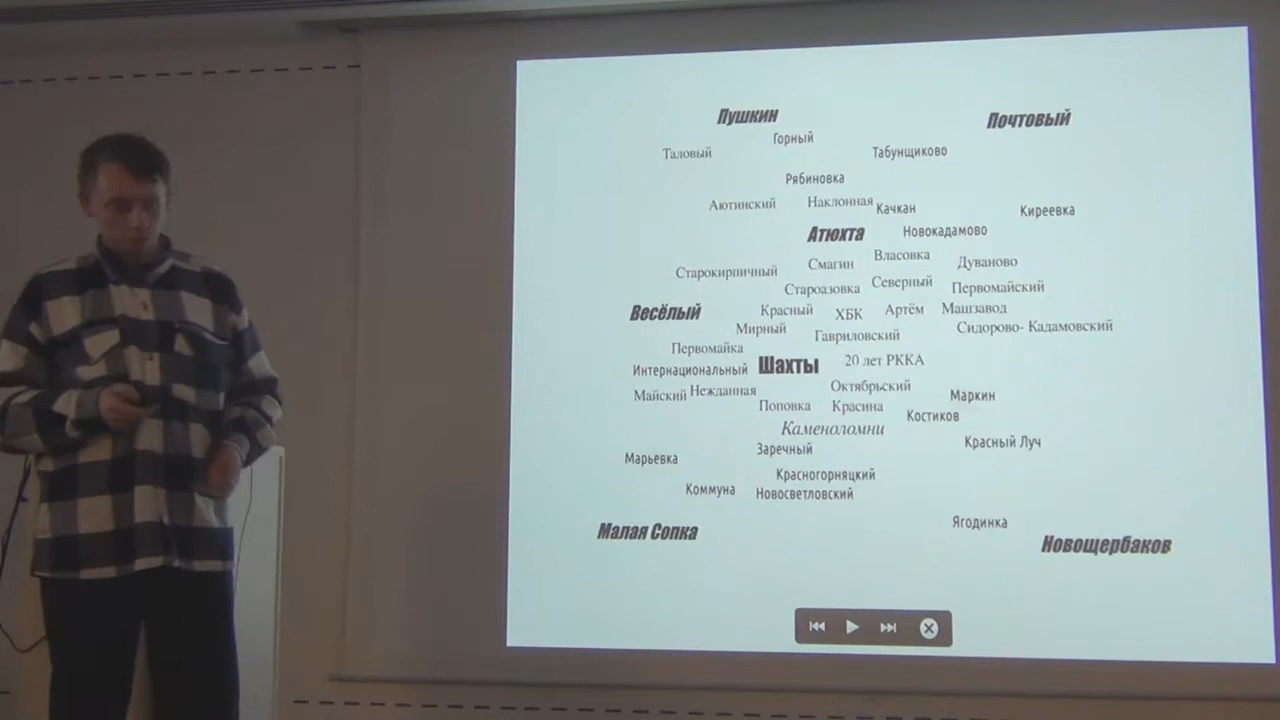 Пушкин
Почтовый
Горный
Таловый
Табунщиково
Рябиновка
Аютинский
Наклонная
Качкан
Киреевка
Атюхта
Новокадамово
Власовка
Смагин
Дуваново
Старокирпичный
Северный
Староазовка
Первомайский
Весёлый
Красный
ХБК
Артём
Машзавод
Мирный
Гавриловский
Сидорово- Кадамовский
Первомайка
Интернациональный
Шахты
20 лет РККА
Майский
Нежданная
Октябрьский
Маркин
Поповка
Красина
Костиков
Каменоломни
Заречный
Красный Луч
Марьевка
Красногорняцкий
Коммуна
Новосветловский
Ягодинка
Малая Сопка
Новощербаков